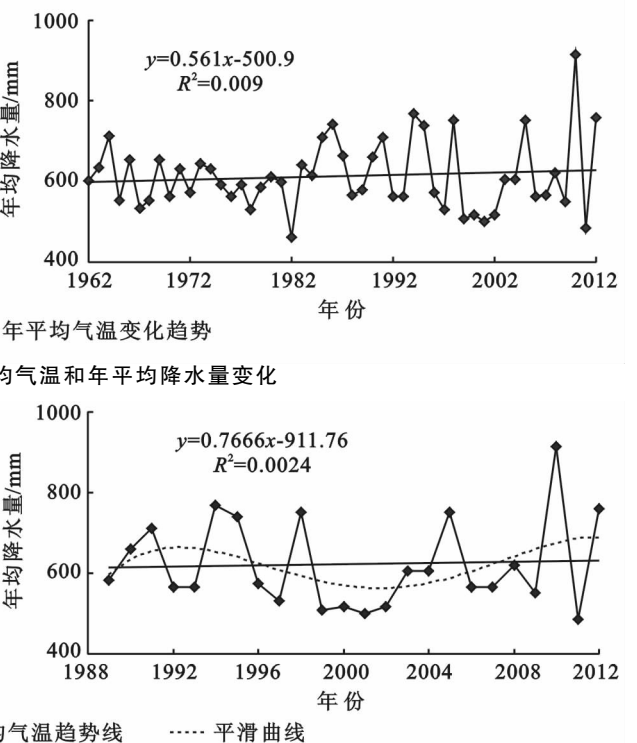 1000
y=0.561x-500.9
R²=0.009
800
600
400
年均降水量/mm
1962 1972 1982 1992 2002 2012
年份
年平均气温变化趋势
均气温和年平均降水量变化
1000
y=0.7666x-911.76
R²=0.0024
800
600
400
年均降水量/mm
1988 1992 1996 2000 2004 2008 2012
年份
气温趋势线 平滑曲线